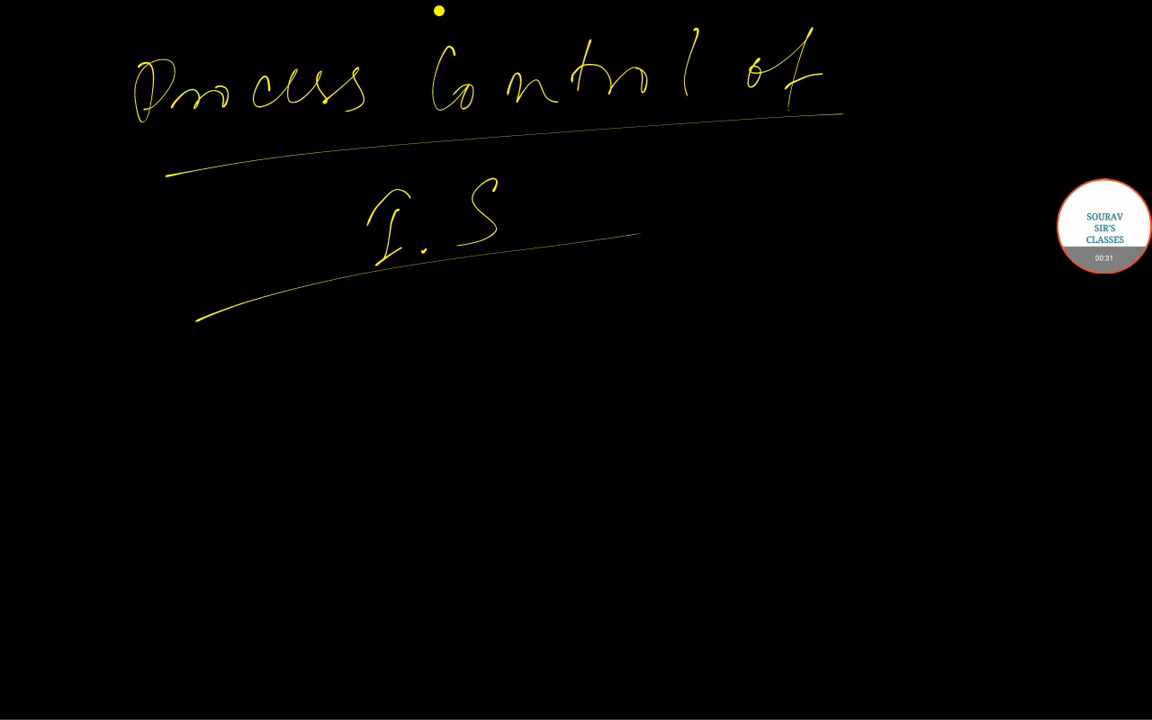 Process Control of
I.S
SOURAV
SIR'S
CLASSES
00:31